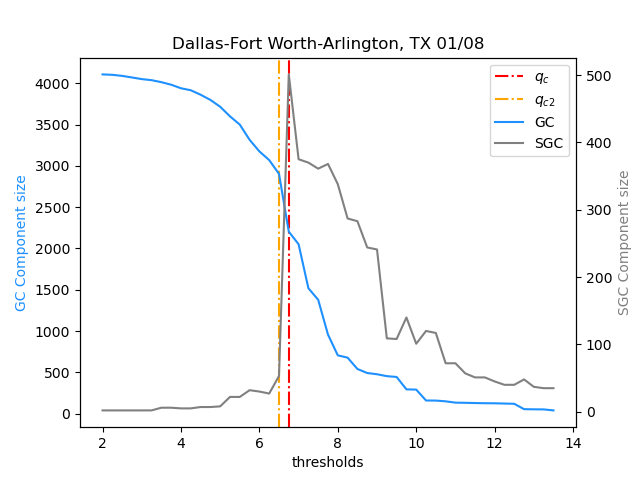 Dallas-Fort Worth-Arlington, TX 01/08
GC Component size
4000
3500
3000
2500
2000
1500
1000
500
0
2
4
6
8
10
12
14
thresholds
500
400
300
200
100
0
SGC Component size
q_c
q_c2
GC
SGC